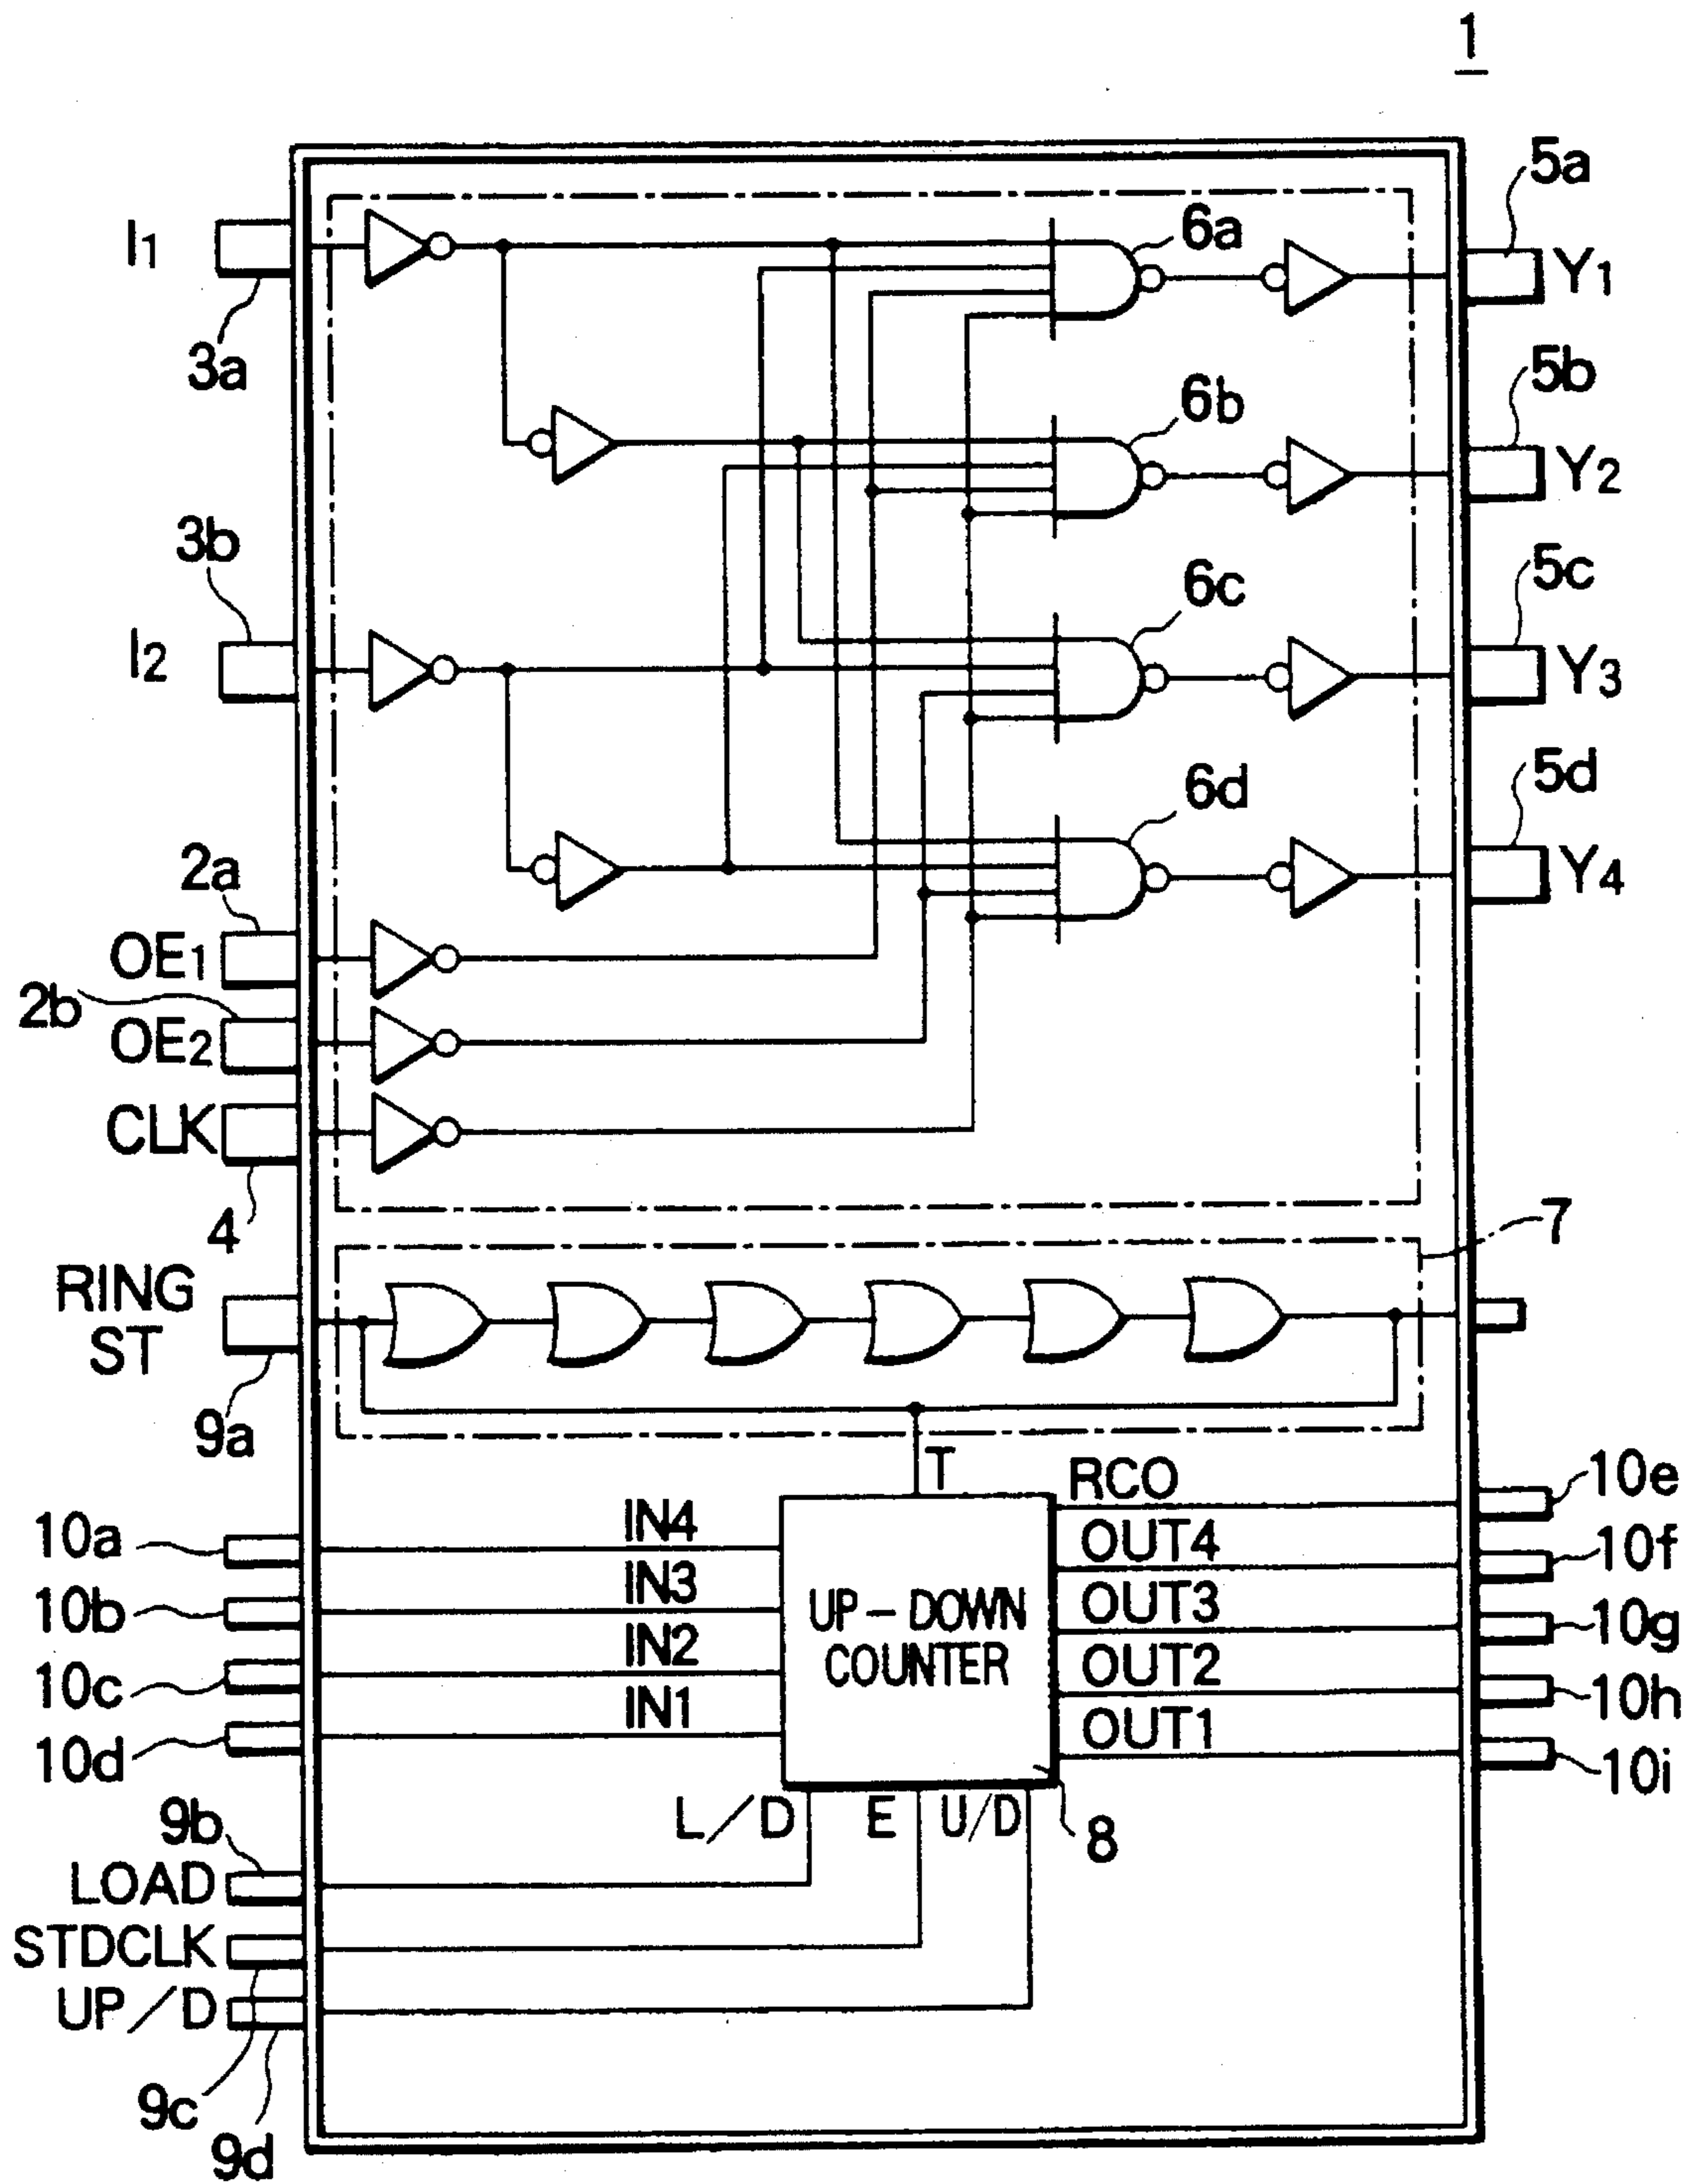 1
5a
I1
6a
Y1
3a
5b
6b
Y2
3b
5c
6c
I2
Y3
5d
6d
2a
Y4
OE1
2b
OE2
CLK
4
7
RING
ST
9a
T
RCO
10e
10a
IN4
OUT4
10f
10b
IN3
UP-DOWN
COUNTER
OUT3
10g
10c
IN2
OUT2
10h
10d
IN1
OUT1
10i
L/D
E
U/D
8
9b
LOAD
STDCLK
UP/D
9c
9d